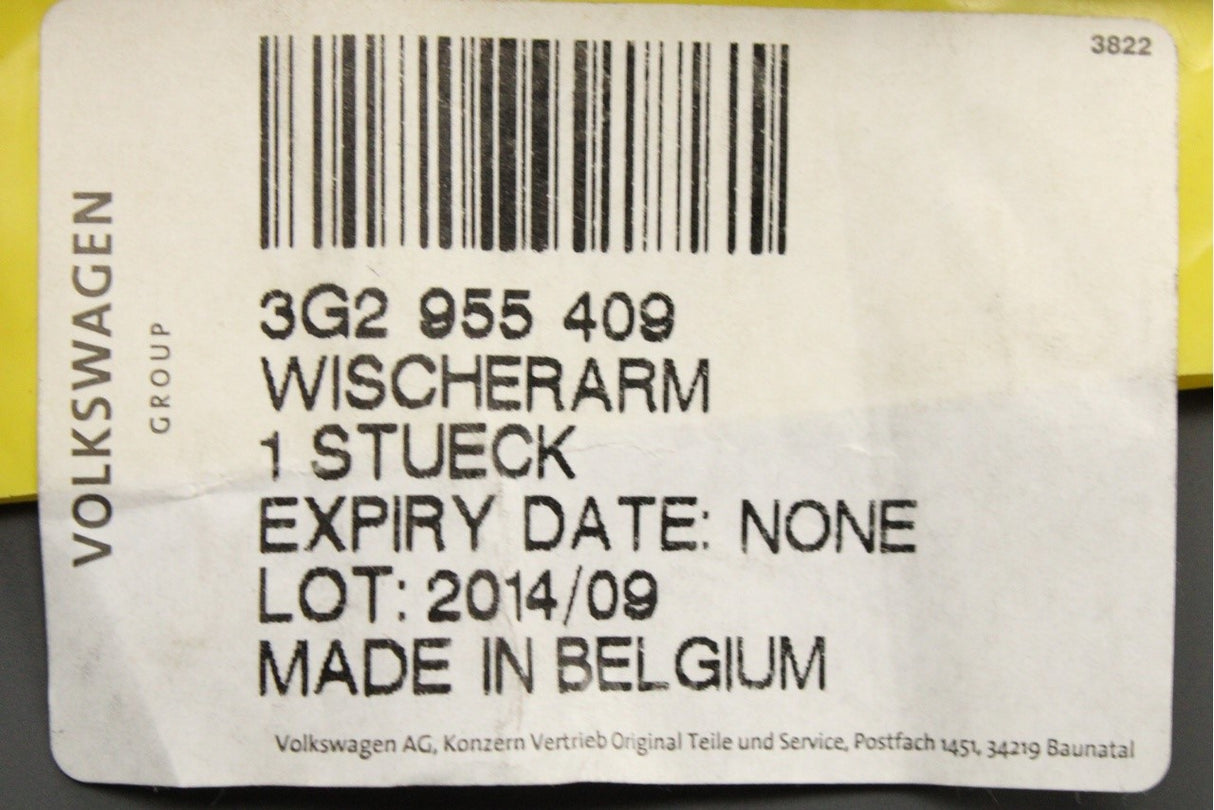 3822
VOLKSWAGEN
GROUP
3G2 955 409
WISCHERARM
1 STUECK
EXPIRY DATE: NONE
LOT: 2014/09
MADE IN BELGIUM
Volkswagen AG, Konzern Vertrieb Original Teile und Service, Postfach 1451, 34219 Baunatal